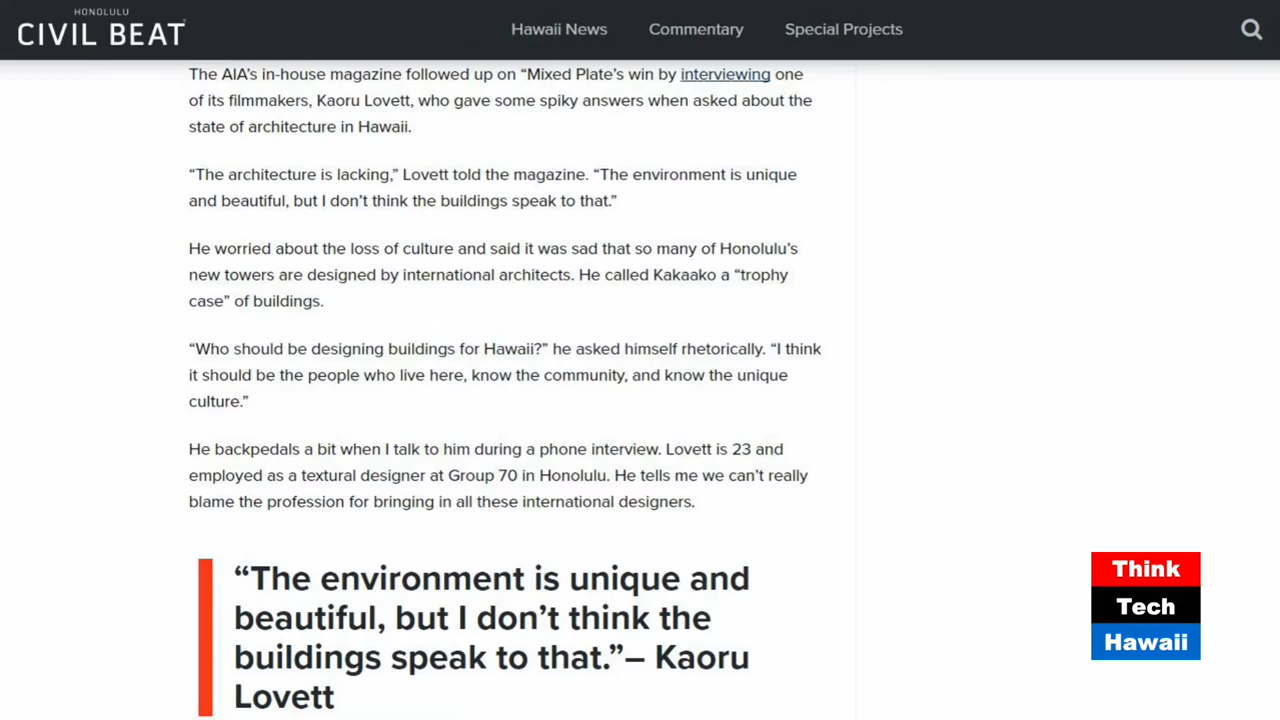 HONOLULU
CIVIL BEAT
Hawaii News Commentary Special Projects
The AIA’s in-house magazine followed up on “Mixed Plate’s win by interviewing one
of its filmmakers, Kaoru Lovett, who gave some spiky answers when asked about the
state of architecture in Hawaii.
“The architecture is lacking,” Lovett told the magazine. “The environment is unique
and beautiful, but I don’t think the buildings speak to that.”
He worried about the loss of culture and said it was sad that so many of Honolulu’s
new towers are designed by international architects. He called Kakaako a “trophy
case” of buildings.
“Who should be designing buildings for Hawaii?” he asked himself rhetorically. “I think
it should be the people who live here, know the community, and know the unique
culture.”
He backpedals a bit when I talk to him during a phone interview. Lovett is 23 and
employed as a textural designer at Group 70 in Honolulu. He tells me we can’t really
blame the profession for bringing in all these international designers.
“The environment is unique and
beautiful, but I don’t think the
buildings speak to that.”– Kaoru
Lovett
Think
Tech
Hawaii